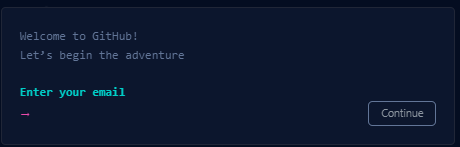 Welcome to GitHub!
Let’s begin the adventure
Enter your email
→
Continue